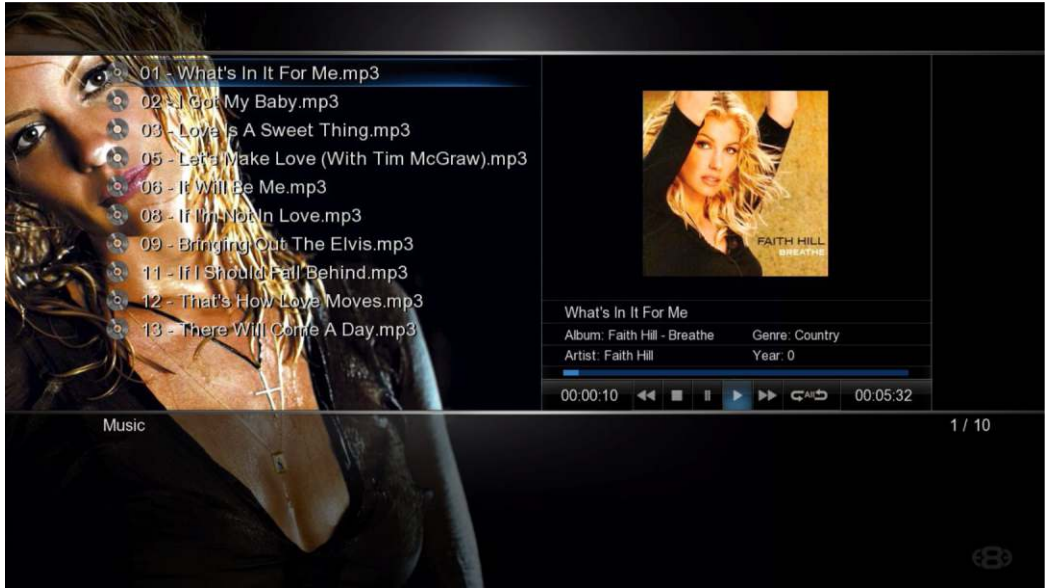 01 - What's In It For Me.mp3
02 - I Got My Baby.mp3
03 - Love Is A Sweet Thing.mp3
05 - Let's Make Love (With Tim McGraw).mp3
06 - It Will Be Me.mp3
08 - If I'm Not In Love.mp3
09 - Bringing Out The Elvis.mp3
11 - If I Should Fall Behind.mp3
12 - That's How Love Moves.mp3
13 - There Will Come A Day.mp3
FAITH HILL
BREATHE
What's In It For Me
Album: Faith Hill - Breathe Genre: Country
Artist: Faith Hill Year: 0
00:00:10 All 00:05:32
Music 1 / 10